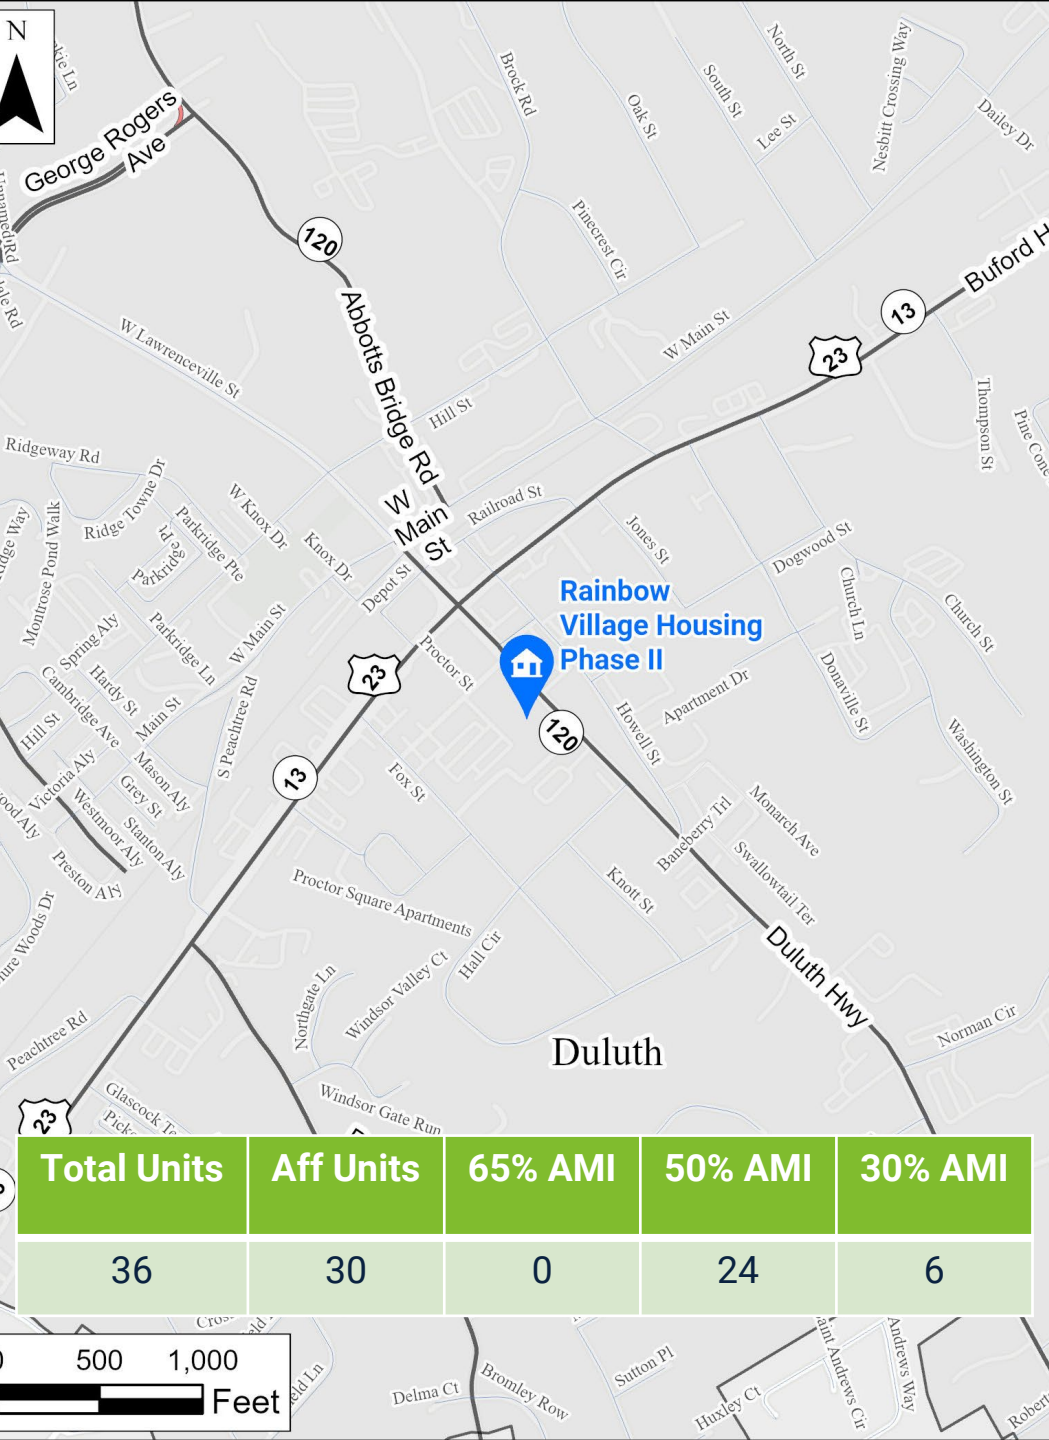 N
George Rogers
Ave
120
Abbotts Bridge Rd
Brock Rd
Oak St
South St
North St
Lee St
Nesbitt Crossing Way
Dailey Dr
Pinecrest Cir
Buford H
13
23
W Main St
W Lawrenceville St
Hill St
Thompson St
Pine Cone
Ridgeway Rd
Ridge Towne Dr
Parkridge Pte
Parkridge Pl
W Knox Dr
Knox Dr
W
Main
St
Railroad St
Jones St
Dogwood St
Church Ln
Church St
Montrose Pond Walk
Depot St
Rainbow
Village Housing
Phase II
Spring Aly
Parkridge Ln
W Main St
Proctor St
23
Hardy St
Cambridge Ave
Main St
Hill St
S Peachtree Rd
Apartment Dr
Donaville St
Howell St
120
Washington St
Victoria Aly
Mason Aly
Grey St
Westmoor Aly
Stanton Aly
Preston Aly
13
Fox St
Baneberry Trl
Monarch Ave
Swallowtail Ter
Knott St
Proctor Square Apartments
Hall Cir
Windsor Valley Ct
Northgate Ln
Duluth Hwy
Norman Cir
Duluth
Peachtree Rd
23
Glascock Te
Windsor Gate Run
Total Units Aff Units 65% AMI 50% AMI 30% AMI
36 30 0 24 6
0 500 1,000
Feet
Delma Ct
Bromley Row
Sutton Pl
Huxley Ct
aint Andrews Cir
Andrews Way
Robert